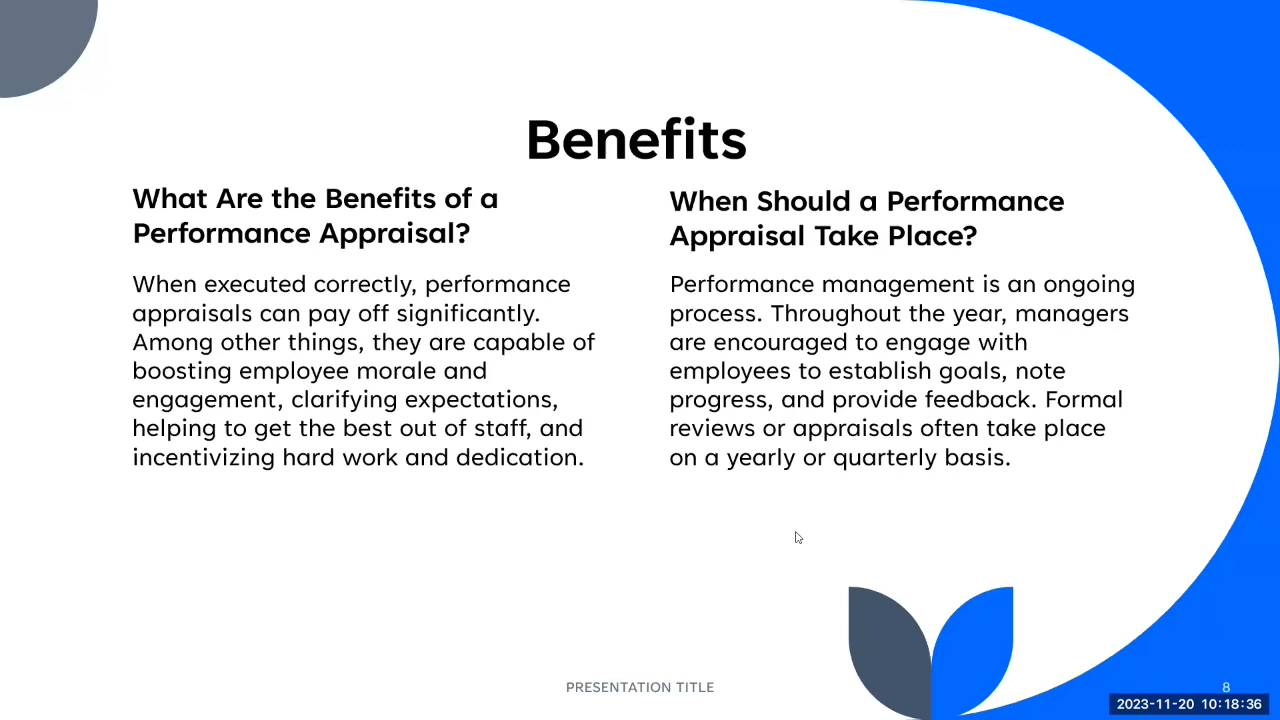 Benefits
What Are the Benefits of a
Performance Appraisal?
When executed correctly, performance
appraisals can pay off significantly.
Among other things, they are capable of
boosting employee morale and
engagement, clarifying expectations,
helping to get the best out of staff, and
incentivizing hard work and dedication.
When Should a Performance
Appraisal Take Place?
Performance management is an ongoing
process. Throughout the year, managers
are encouraged to engage with
employees to establish goals, note
progress, and provide feedback. Formal
reviews or appraisals often take place
on a yearly or quarterly basis.
PRESENTATION TITLE
8
2023-11-20 10:18:36